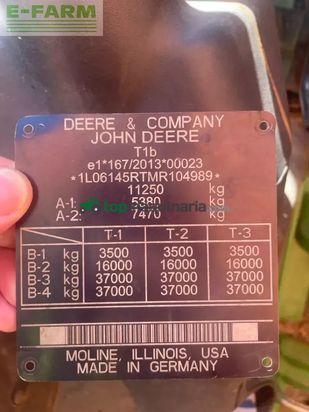 E-FARM
DEERE & COMPANY
JOHN DEERE
T1b
e1*167/2013*00023
*1L06145RTMR104989*
11250 kg
A-1: 5380 kg
A-2: 7470 kg
T-1 T-2 T-3
B-1 kg 3500 3500 3500
B-2 kg 16000 16000 16000
B-3 kg 37000 37000 37000
B-4 kg 37000 37000 37000
MOLINE, ILLINOIS, USA
MADE IN GERMANY